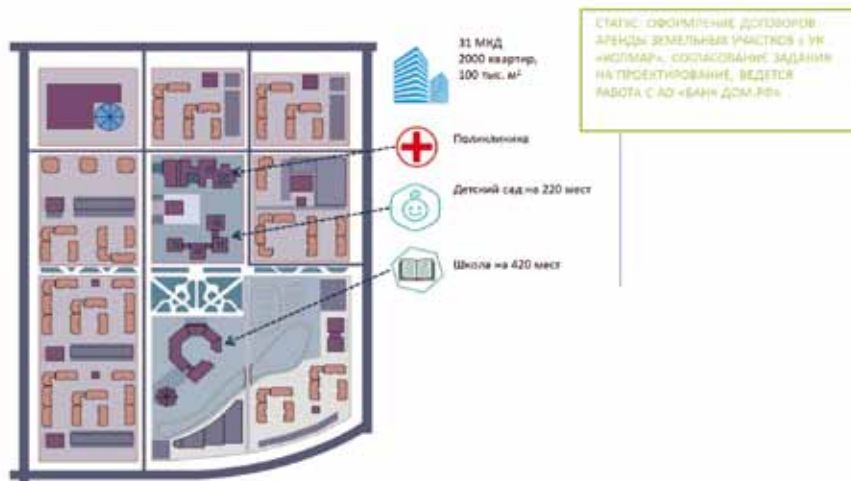 31 МКД
2000 квартир,
100 тыс. м²
СТАТУС: ОФОРМЛЕНИЕ ДОГОВОРОВ
АРЕНДЫ ЗЕМЕЛЬНЫХ УЧАСТКОВ с УК
СОГЛАСОВАНИЕ ЗАДАНИЯ
НА ПРОЕКТИРОВАНИЕ, ВЕДЕТСЯ
РАБОТА С АО «БАНК ДОМ.РФ»
Поликлиника
Детский сад на 220 мест
Школа на 420 мест